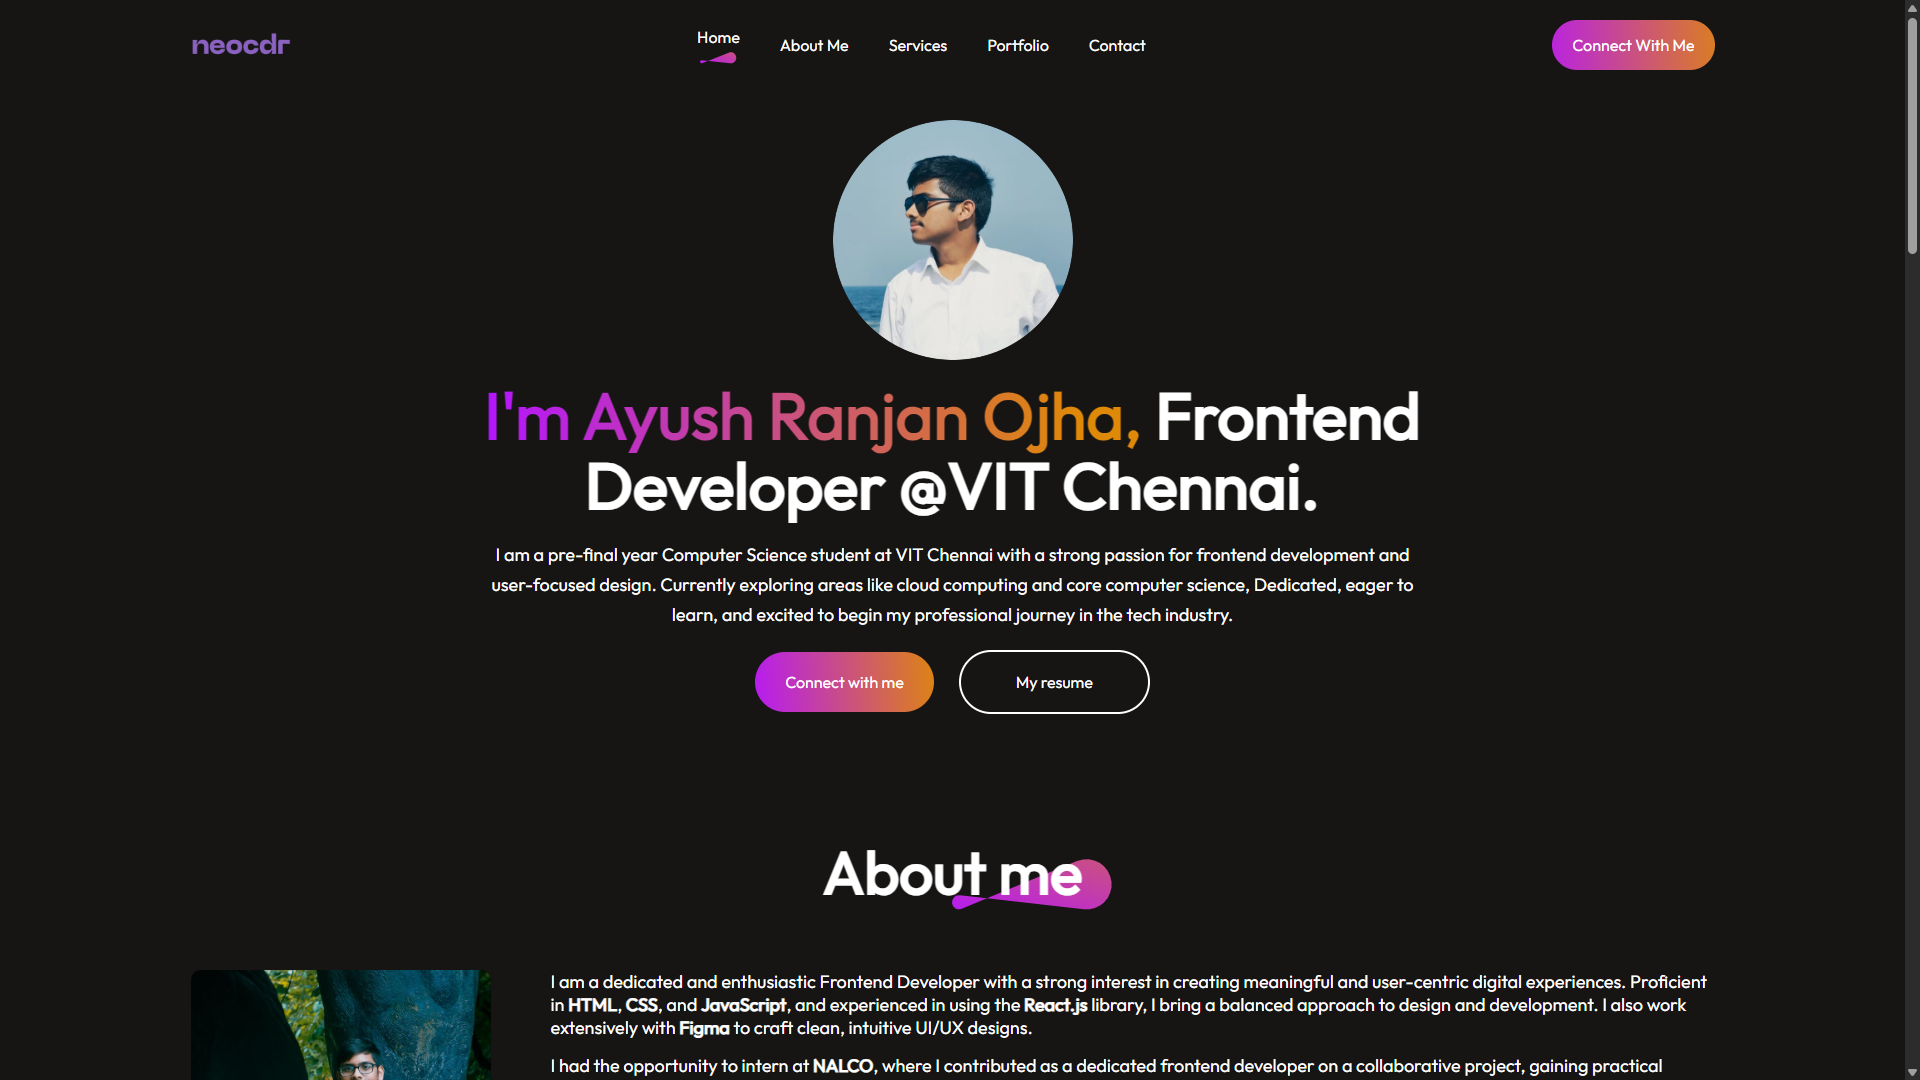 neocdr
Home
About Me
Services
Portfolio
Contact
Connect With Me
I'm Ayush Ranjan Ojha, Frontend
Developer @VIT Chennai.
I am a pre-final year Computer Science student at VIT Chennai with a strong passion for frontend development and
user-focused design. Currently exploring areas like cloud computing and core computer science, Dedicated, eager to
learn, and excited to begin my professional journey in the tech industry.
Connect with me
My resume
About me
I am a dedicated and enthusiastic Frontend Developer with a strong interest in creating meaningful and user-centric digital experiences. Proficient
in HTML, CSS, and JavaScript, and experienced in using the React.js library, I bring a balanced approach to design and development. I also work
extensively with Figma to craft clean, intuitive UI/UX designs.
I had the opportunity to intern at NALCO, where I contributed as a dedicated frontend developer on a collaborative project, gaining practical